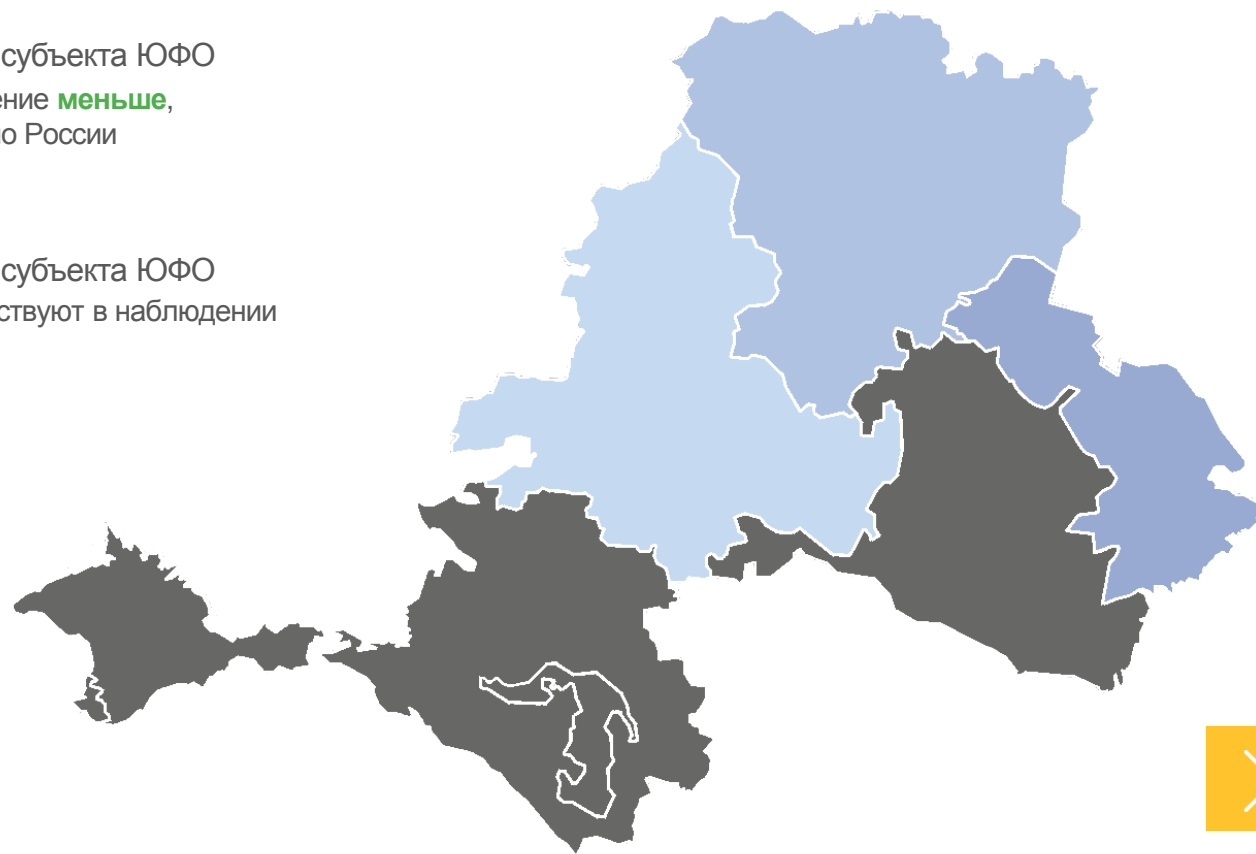 субъекта ЮФО
ение меньше,
о России
субъекта ЮФО
ствуют в наблюдении